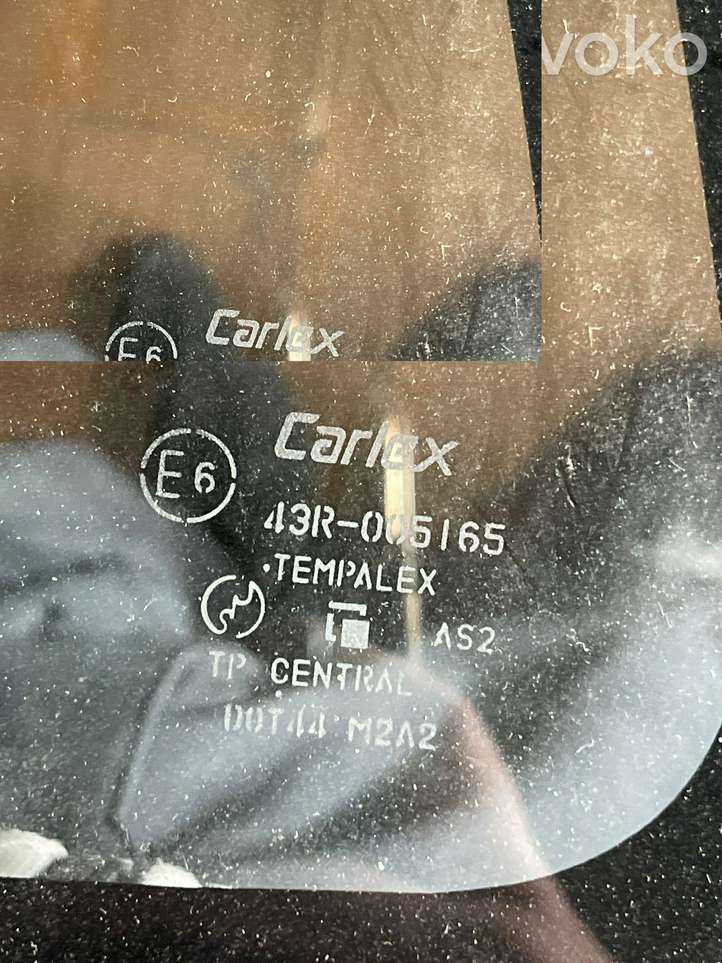 voko
E6 Carlex
Carlex
E6
43R-005165
TEMPALEX
AS2
TP CENTRAL
DOT44 M2A2